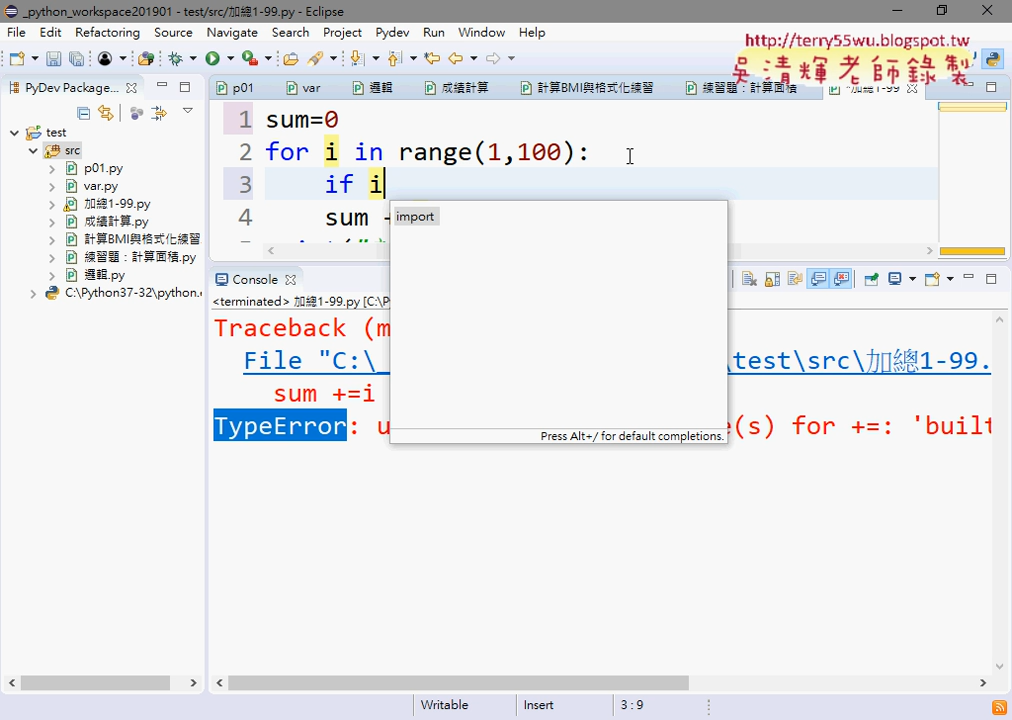 _python_workspace201901 - test/src/加總1-99.py - Eclipse
File Edit Refactoring Source Navigate Search Project Pydev Run Window Help
http://terry55wu.blogspot.tw
吳清輝老師錄製
PyDev Package...
p01 var 邏輯 成績計算 計算BMI與格式化練習 練習題：計算面積 *加總1-99
test
src
p01.py
var.py
加總1-99.py
成績計算.py
計算BMI與格式化練習
練習題：計算面積.py
邏輯.py
C:\Python37-32\python.
1 sum=0
2 for i in range(1,100):
3 if i
4 sum
import
Press Alt+/ for default completions.
Console
<terminated> 加總1-99.py [C:\P
Traceback (m
File "C:\_ \test\src\加總1-99.
sum +=i
TypeError: u e(s) for +=: 'built
Writable Insert 3 : 9